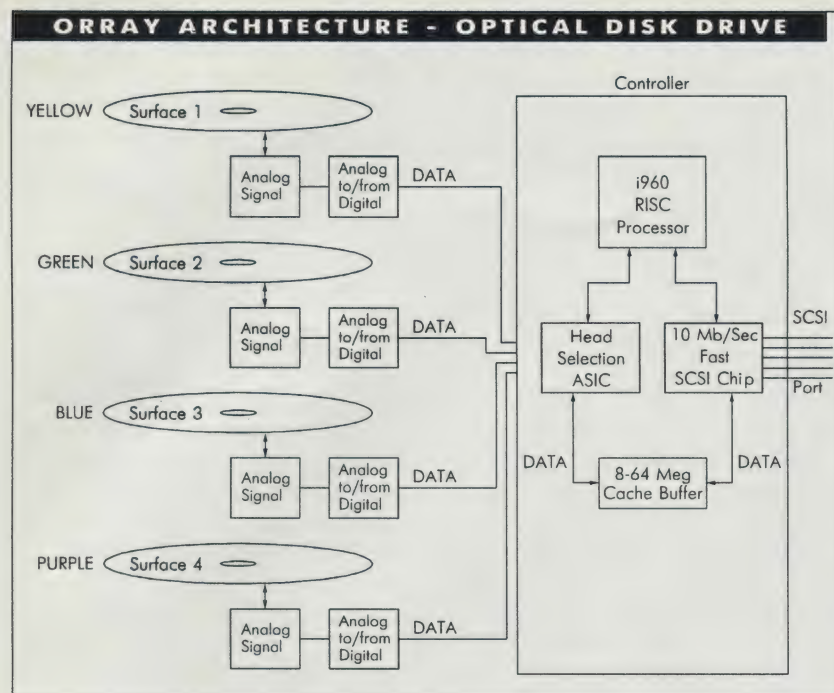 ORRAY ARCHITECTURE - OPTICAL DISK DRIVE
YELLOW
Surface 1
Analog
Signal
Analog
to/from
Digital
DATA
GREEN
Surface 2
Analog
Signal
Analog
to/from
Digital
DATA
BLUE
Surface 3
Analog
Signal
Analog
to/from
Digital
DATA
PURPLE
Surface 4
Analog
Signal
Analog
to/from
Digital
DATA
Controller
i960
RISC
Processor
Head
Selection
ASIC
10 Mb/Sec
Fast
SCSI Chip
SCSI
Port
DATA
8-64 Meg
Cache Buffer
DATA